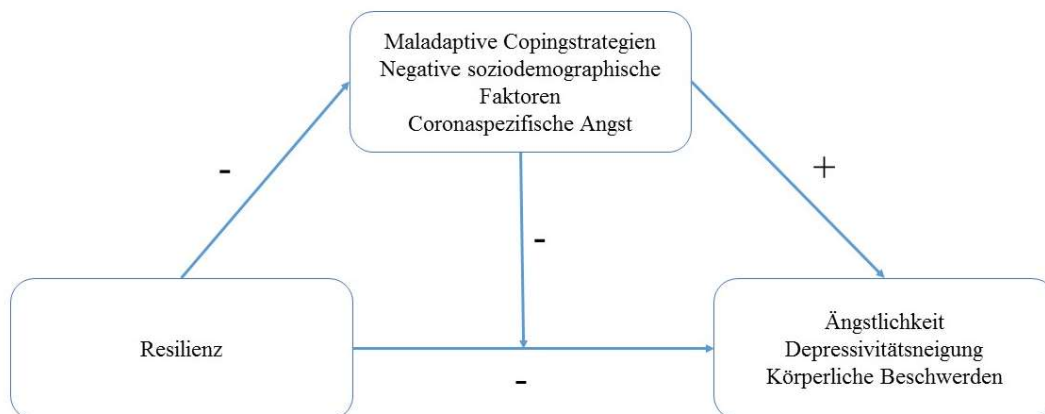 Maladaptive Copingstrategien
Negative soziodemographische
Faktoren
Coronaspezifische Angst
-
+
-
Resilienz
Ängstlichkeit
Depressivitätsneigung
Körperliche Beschwerden
-